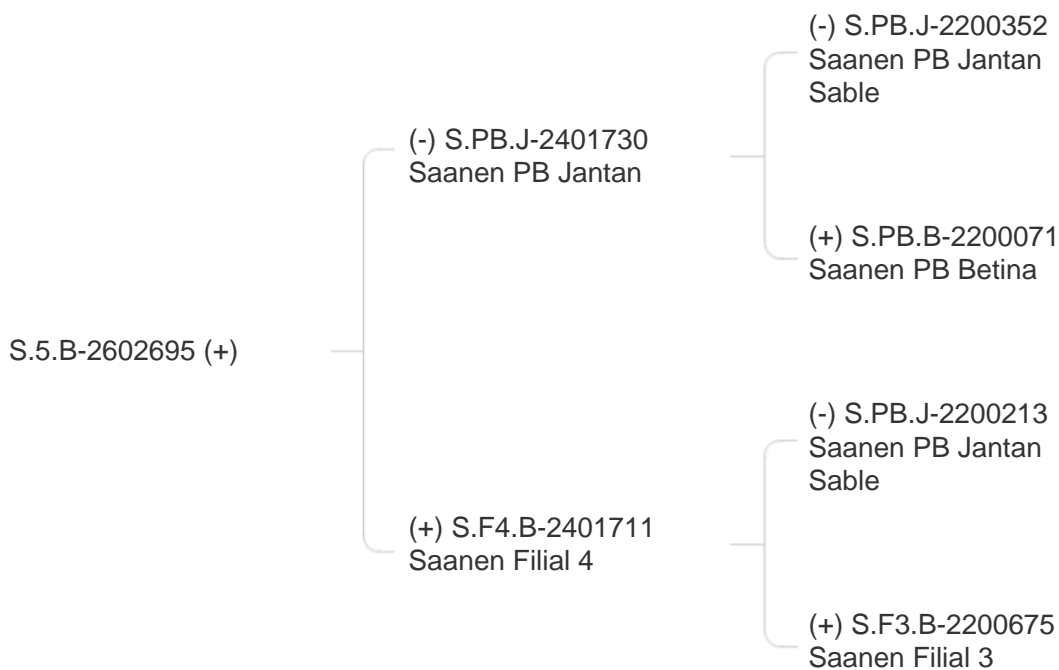 (-) S.PB.J-2200352
Saanen PB Jantan
Sable
(-) S.PB.J-2401730
Saanen PB Jantan
(+) S.PB.B-2200071
Saanen PB Betina
S.5.B-2602695 (+)
(-) S.PB.J-2200213
Saanen PB Jantan
Sable
(+) S.F4.B-2401711
Saanen Filial 4
(+) S.F3.B-2200675
Saanen Filial 3